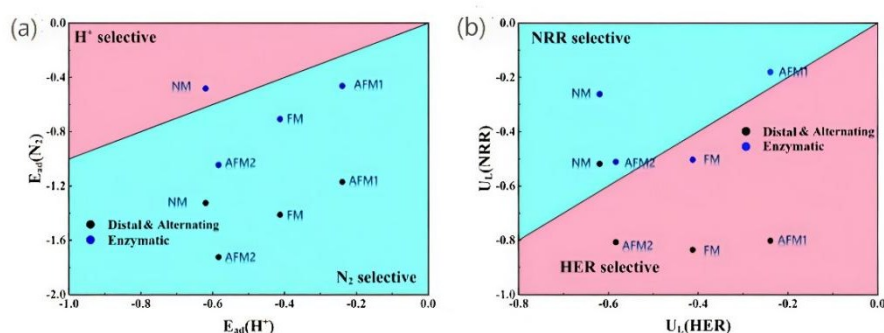 (a)
H⁺ selective
NM
AFM1
FM
AFM2
NM
AFM1
FM
AFM2
Distal & Alternating
Enzymatic
N₂ selective
0.0
-0.4
-0.8
-1.2
-1.6
-2.0
E_ad(N₂)
-1.0
-0.8
-0.6
-0.4
-0.2
0.0
E_ad(H⁺)
(b)
NRR selective
AFM1
NM
Distal & Alternating
Enzymatic
NM
AFM2
FM
AFM2
FM
AFM1
HER selective
0.0
-0.2
-0.4
-0.6
-0.8
U_L(NRR)
-0.8
-0.6
-0.4
-0.2
0.0
U_L(HER)